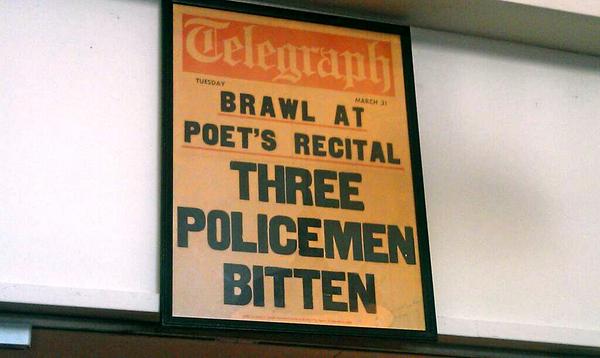 Telegraph
TUESDAY MARCH 31
BRAWL AT
POET'S RECITAL
THREE
POLICEMEN
BITTEN